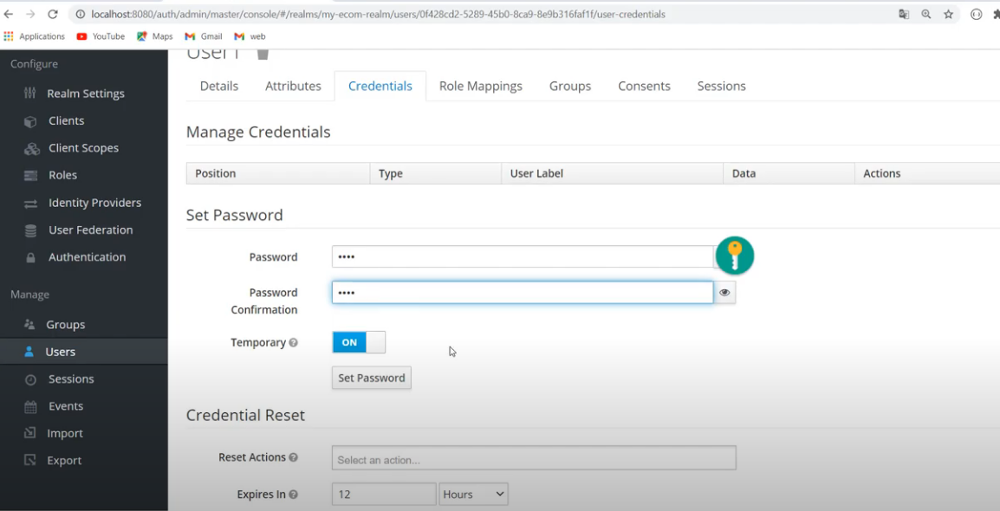 localhost:8080/auth/admin/master/console/#/realms/my-ecom-realm/users/0f428cd2-5289-45b0-8ca9-8e9b316faf1f/user-credentials
Applications YouTube Maps Gmail web
User1
Configure
Realm Settings
Clients
Client Scopes
Roles
Identity Providers
User Federation
Authentication
Manage
Groups
Users
Sessions
Events
Import
Export
Details Attributes Credentials Role Mappings Groups Consents Sessions
Manage Credentials
Position Type User Label Data Actions
Set Password
Password ••••
Password
Confirmation ••••
Temporary ON
Set Password
Credential Reset
Reset Actions Select an action...
Expires In 12 Hours